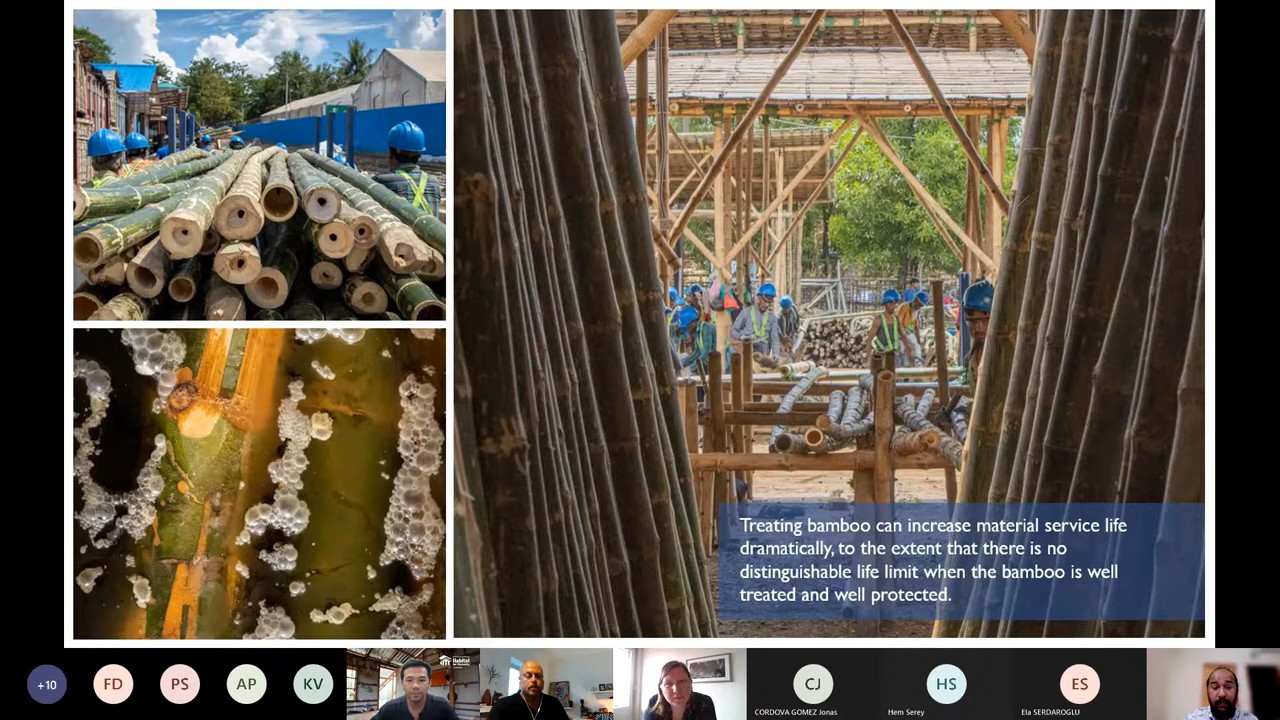 Treating bamboo can increase material service life
dramatically, to the extent that there is no
distinguishable life limit when the bamboo is well
treated and well protected.
+10
FD
PS
AP
KV
Habitat
CJ
HS
ES
CORDOVA GOMEZ Jonas
Hem Serey
Ela SERDAROGLU